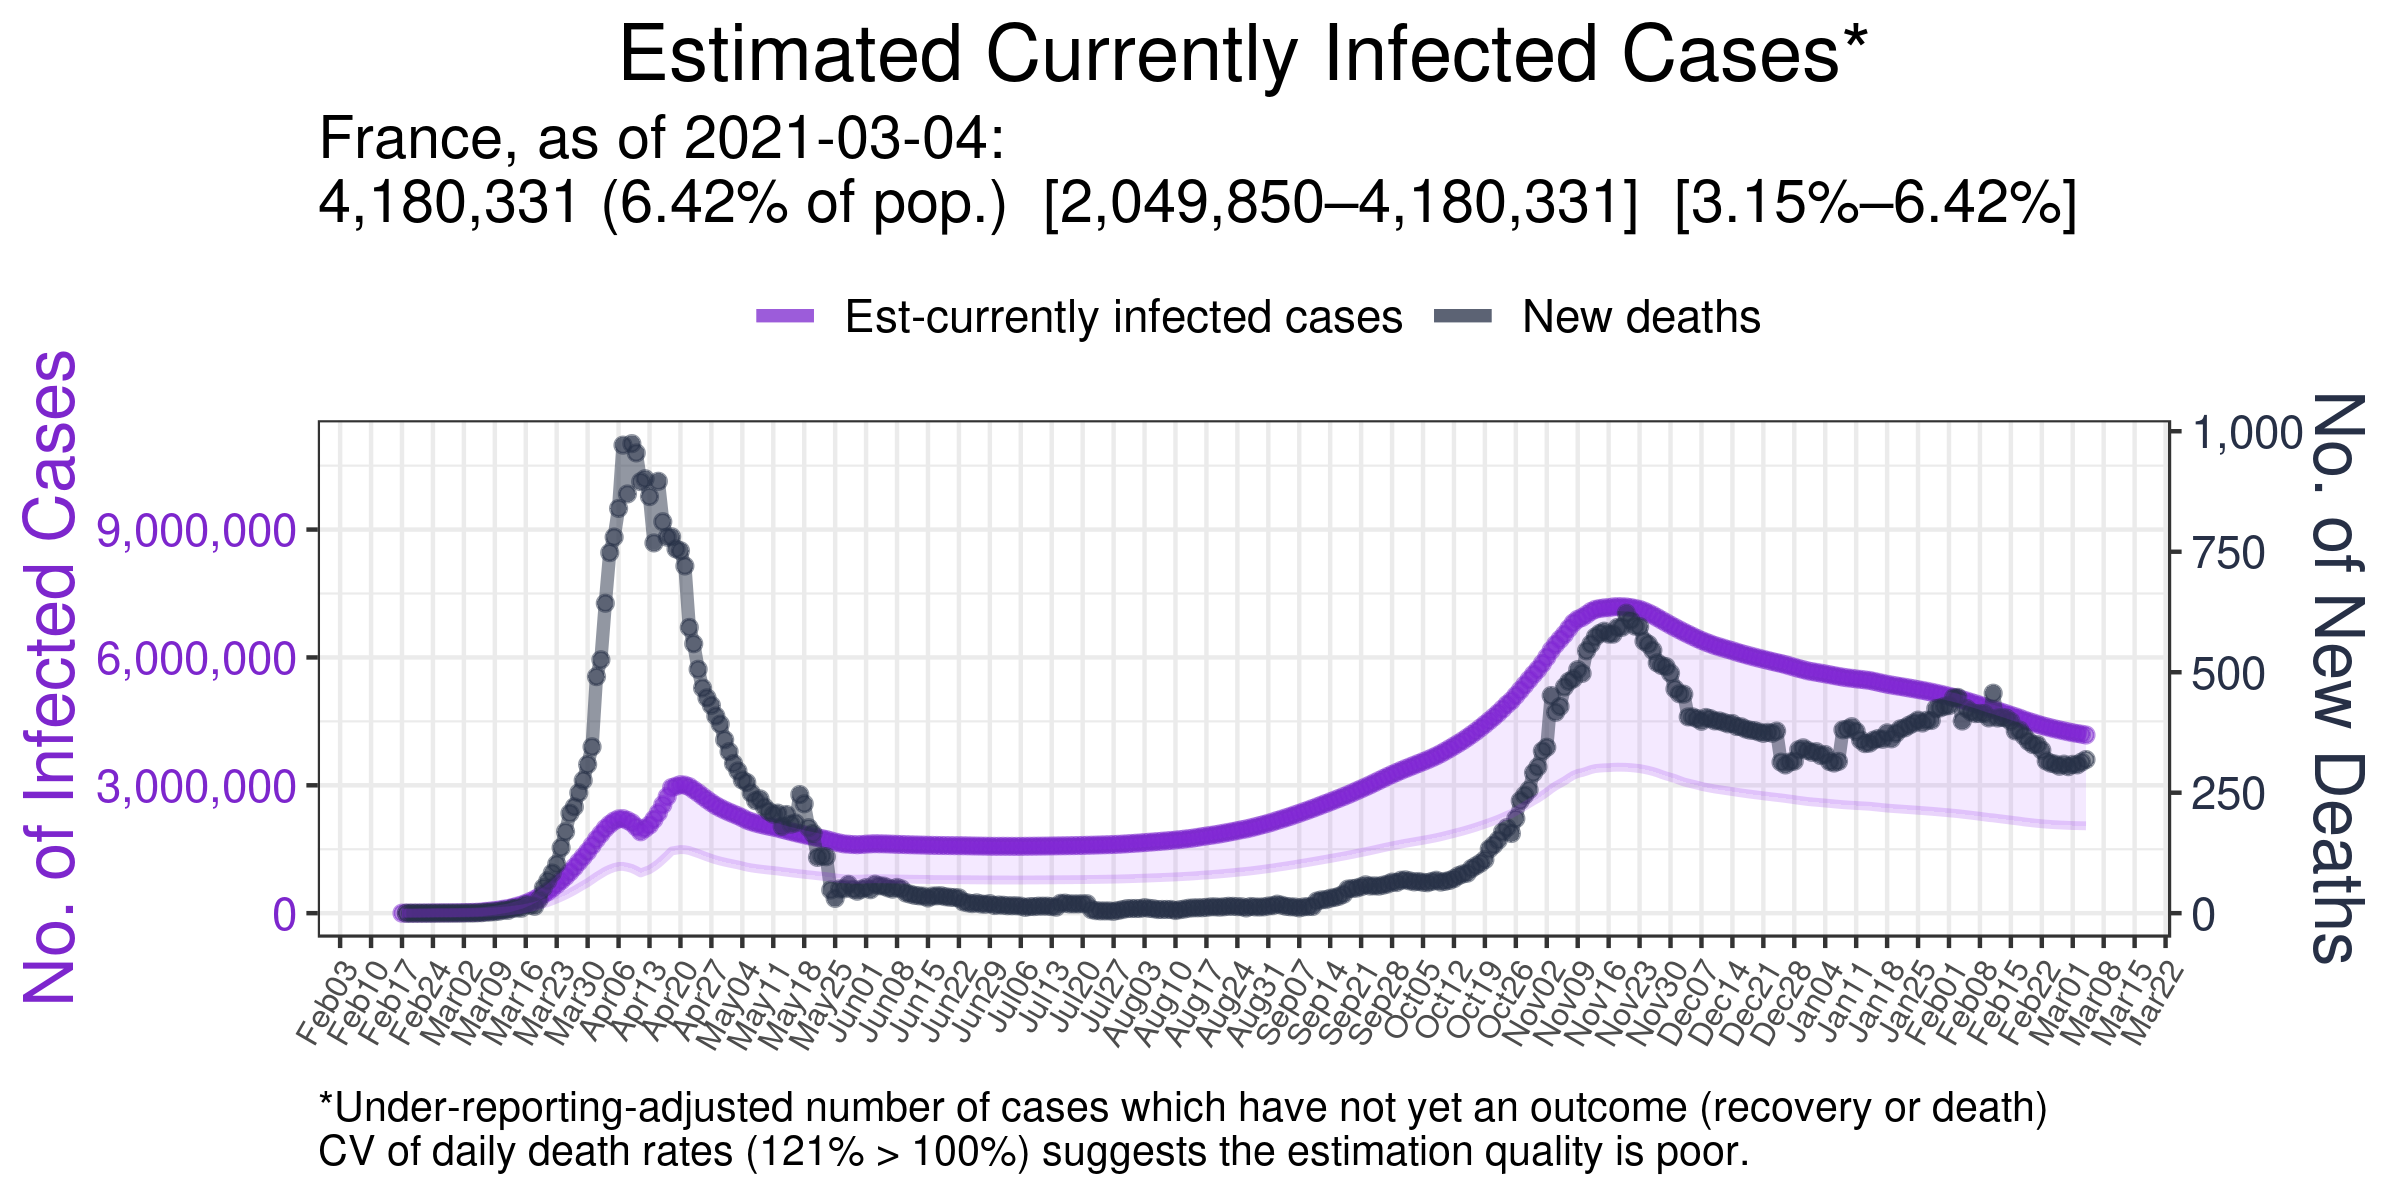 Estimated Currently Infected Cases*
France, as of 2021-03-04:
4,180,331 (6.42% of pop.) [2,049,850–4,180,331] [3.15%–6.42%]
Est-currently infected cases New deaths
No. of Infected Cases
9,000,000
6,000,000
3,000,000
0
1,000
750
500
250
0
No. of New Deaths
Feb03 Feb10 Feb17 Feb24 Mar02 Mar09 Mar16 Mar23 Mar30 Apr06 Apr13 Apr20 Apr27 May04 May11 May18 May25 Jun01 Jun08 Jun15 Jun22 Jun29 Jul06 Jul13 Jul20 Jul27 Aug03 Aug10 Aug17 Aug24 Aug31 Sep07 Sep14 Sep21 Sep28 Oct05 Oct12 Oct19 Oct26 Nov02 Nov09 Nov16 Nov23 Nov30 Dec07 Dec14 Dec21 Dec28 Jan04 Jan11 Jan18 Jan25 Feb01 Feb08 Feb15 Feb22 Mar01 Mar08 Mar15 Mar22
*Under-reporting-adjusted number of cases which have not yet an outcome (recovery or death)
CV of daily death rates (121% > 100%) suggests the estimation quality is poor.